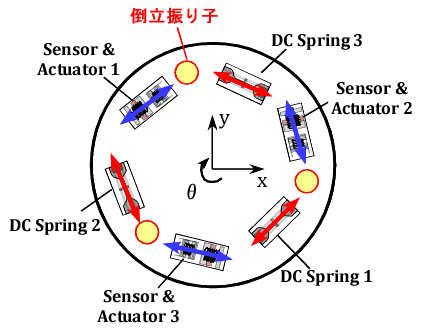 倒立振り子
Sensor &
Actuator 1
DC Spring 3
Sensor &
Actuator 2
y
x
θ
DC Spring 2
DC Spring 1
Sensor &
Actuator 3